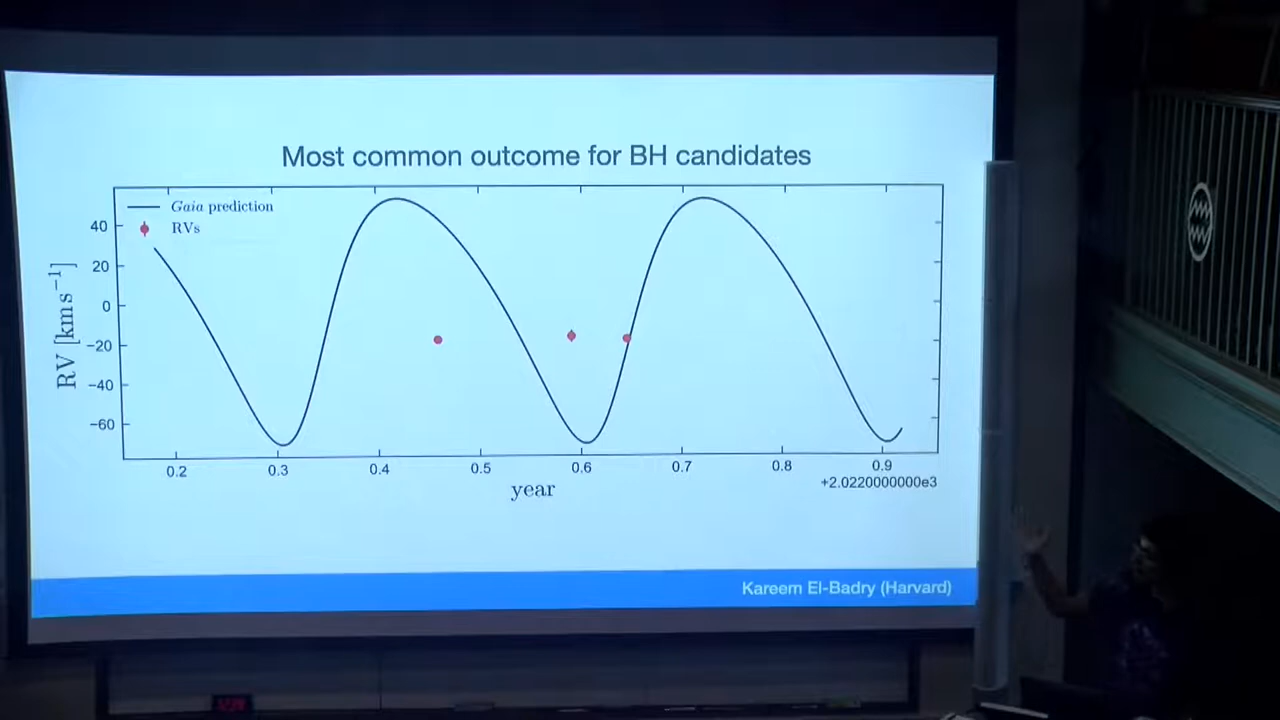 Most common outcome for BH candidates
Gaia prediction
RVs
RV [km s⁻¹]
40
20
0
−20
−40
−60
0.2 0.3 0.4 0.5 0.6 0.7 0.8 0.9
+2.0220000000e3
year
Kareem El-Badry (Harvard)